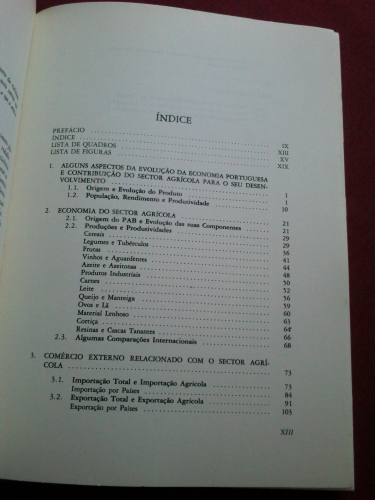 ÍNDICE
PREFÁCIO IX
ÍNDICE XIII
LISTA DE QUADROS XV
LISTA DE FIGURAS XIX
1. ALGUNS ASPECTOS DA EVOLUÇÃO DA ECONOMIA PORTUGUESA
E CONTRIBUIÇÃO DO SECTOR AGRÍCOLA PARA O SEU DESEN-
VOLVIMENTO 1
1.1. Origem e Evolução do Produto 1
1.2. População, Rendimento e Produtividade 10
2. ECONOMIA DO SECTOR AGRÍCOLA 21
2.1. Origem do PAB e Evolução das suas Componentes 21
2.2. Produções e Produtividades 29
Cereais 29
Legumes e Tubérculos 36
Frutas 41
Vinhos e Aguardentes 44
Azeite e Azeitonas 48
Produtos Industriais 50
Carnes 52
Leite 56
Queijo e Manteiga 56
Ovos e Lã 60
Material Lenhoso 63
Cortiça 64
Resinas e Cascas Tanantes 66
2.3. Algumas Comparações Internacionais 68
3. COMÉRCIO EXTERNO RELACIONADO COM O SECTOR AGRÍ-
COLA 73
3.1. Importação Total e Importação Agrícola 73
Importação por Países 84
3.2. Exportação Total e Exportação Agrícola 91
Exportação por Países 103
XIII